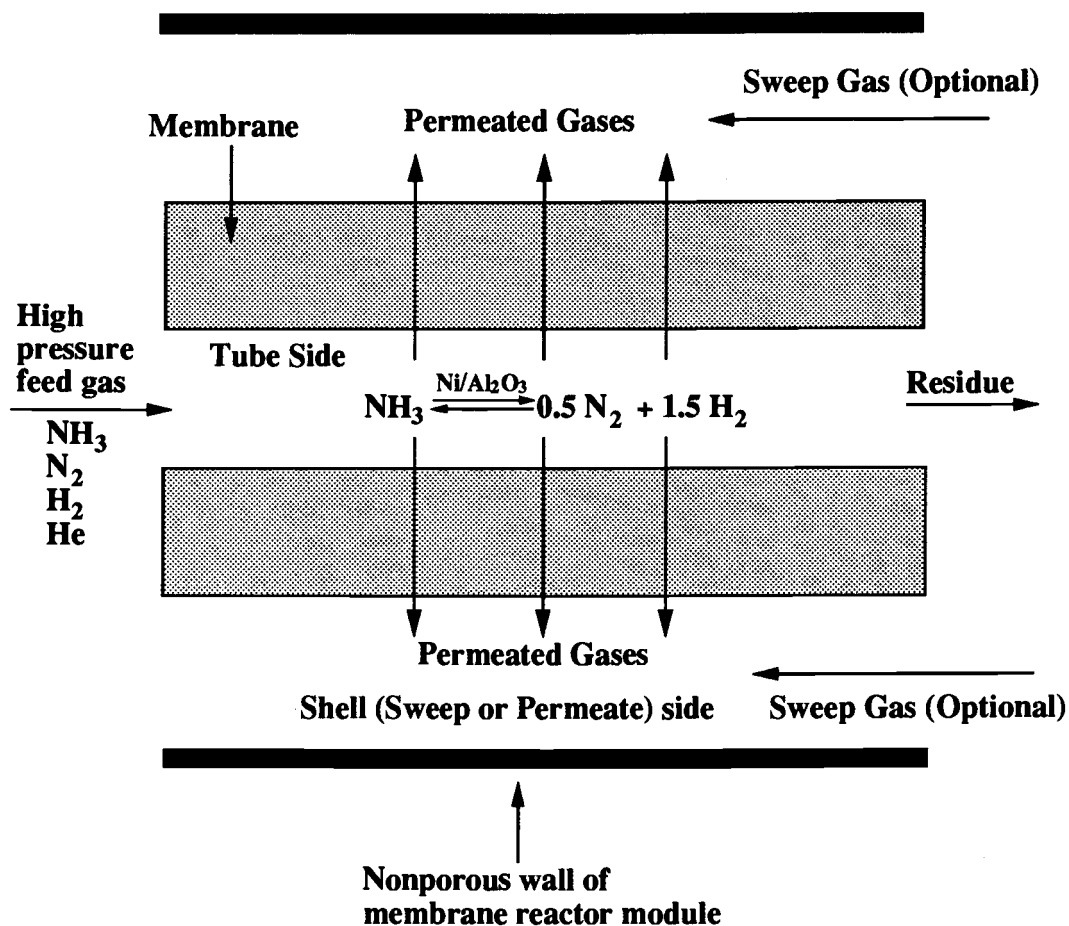 Sweep Gas (Optional)
Membrane
Permeated Gases
High
pressure
feed gas
NH3
N2
H2
He
Tube Side
Ni/Al2O3
NH3 ⇌ 0.5 N2 + 1.5 H2
Residue
Permeated Gases
Shell (Sweep or Permeate) side
Sweep Gas (Optional)
Nonporous wall of
membrane reactor module